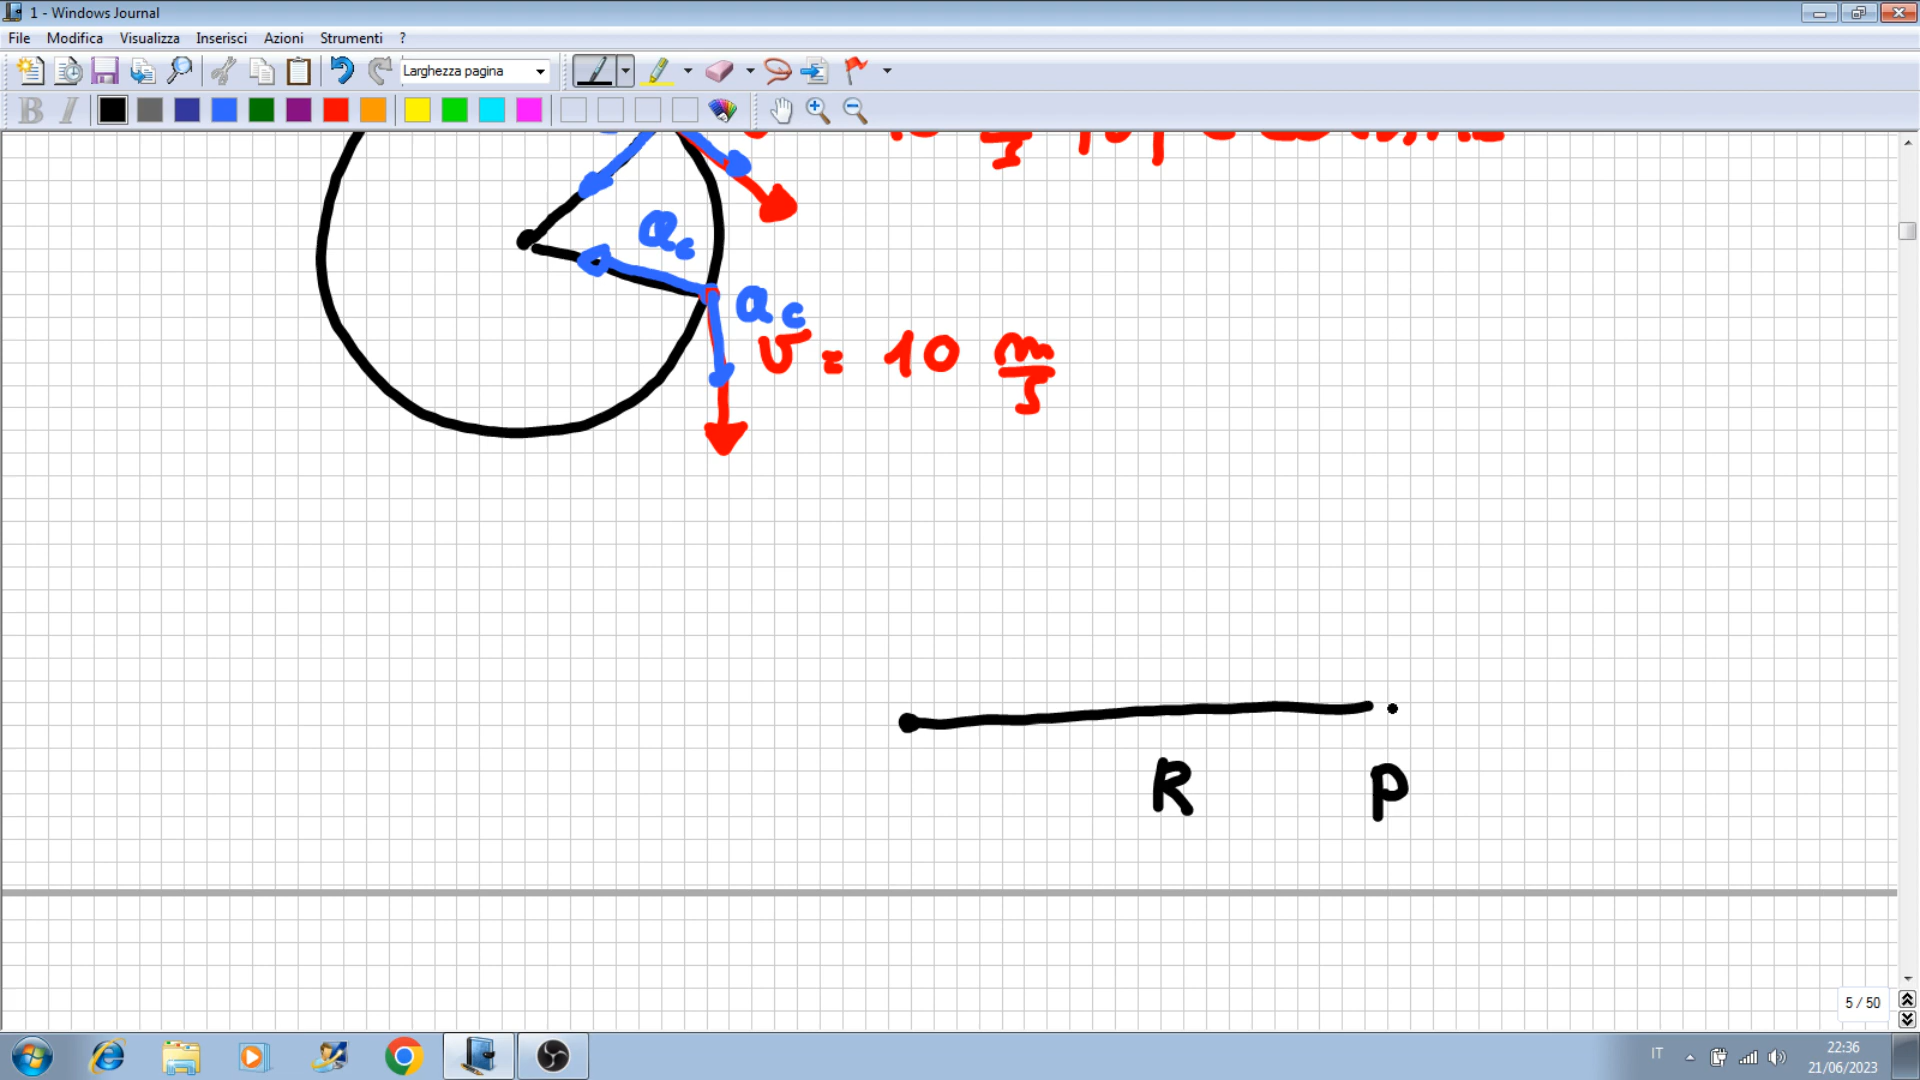 1 - Windows Journal
File Modifica Visualizza Inserisci Azioni Strumenti ?
Larghezza pagina
B I
ac
ac
v = 10 m/s
R P
5 / 50
IT
22:36
21/06/2023